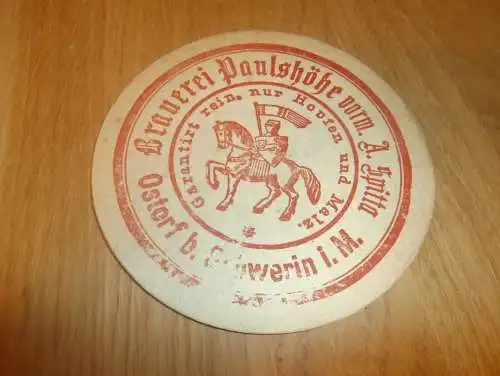 Brauerei Paulshöhe vorm. A. Spitta
Ostorf b. Schwerin i. M.
Garantirt rein, nur Hopfen und Malz.